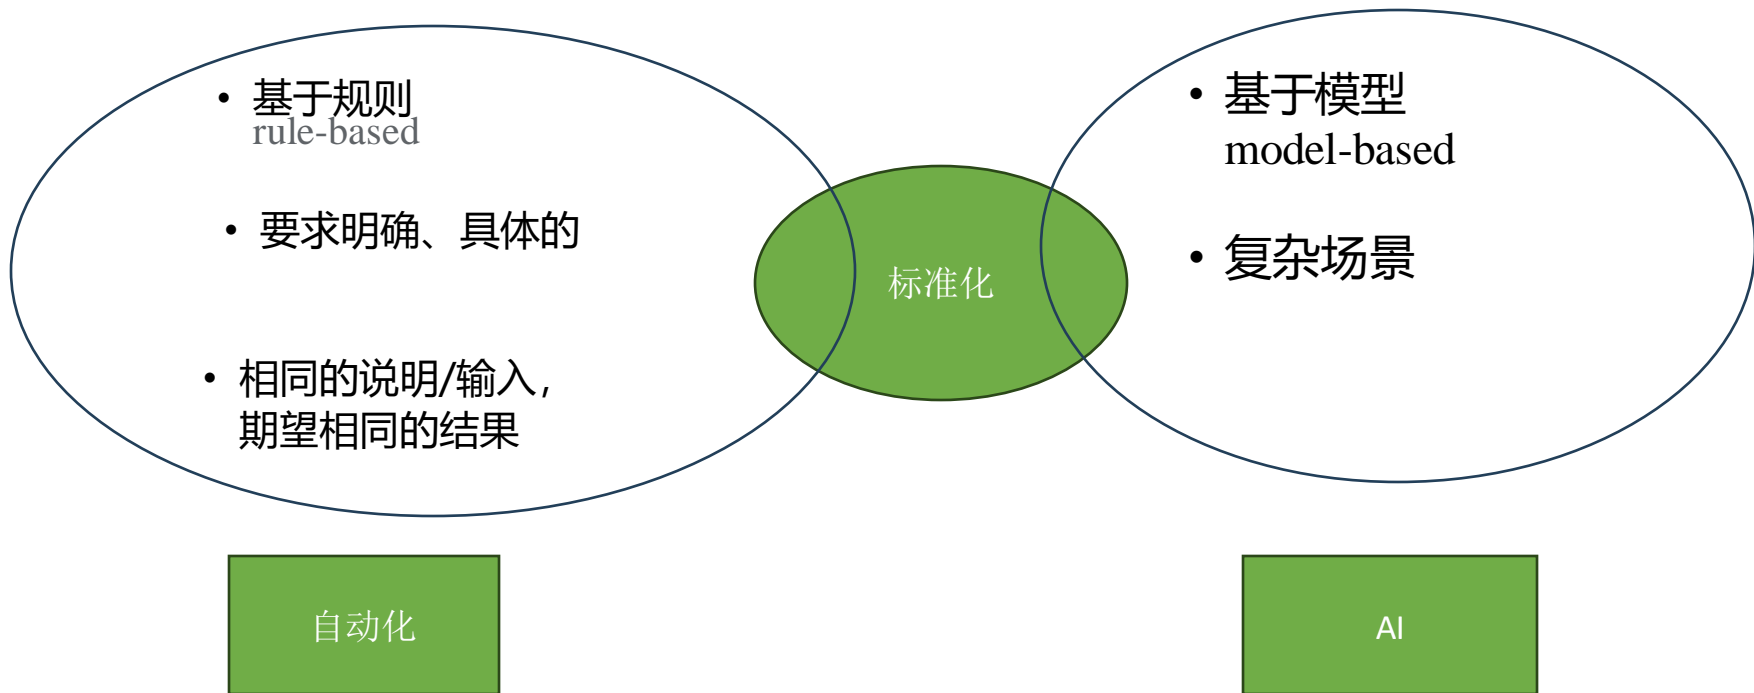 • 基于规则
rule-based
• 要求明确、具体的
• 相同的说明/输入，
期望相同的结果
标准化
• 基于模型
model-based
• 复杂场景
自动化
AI